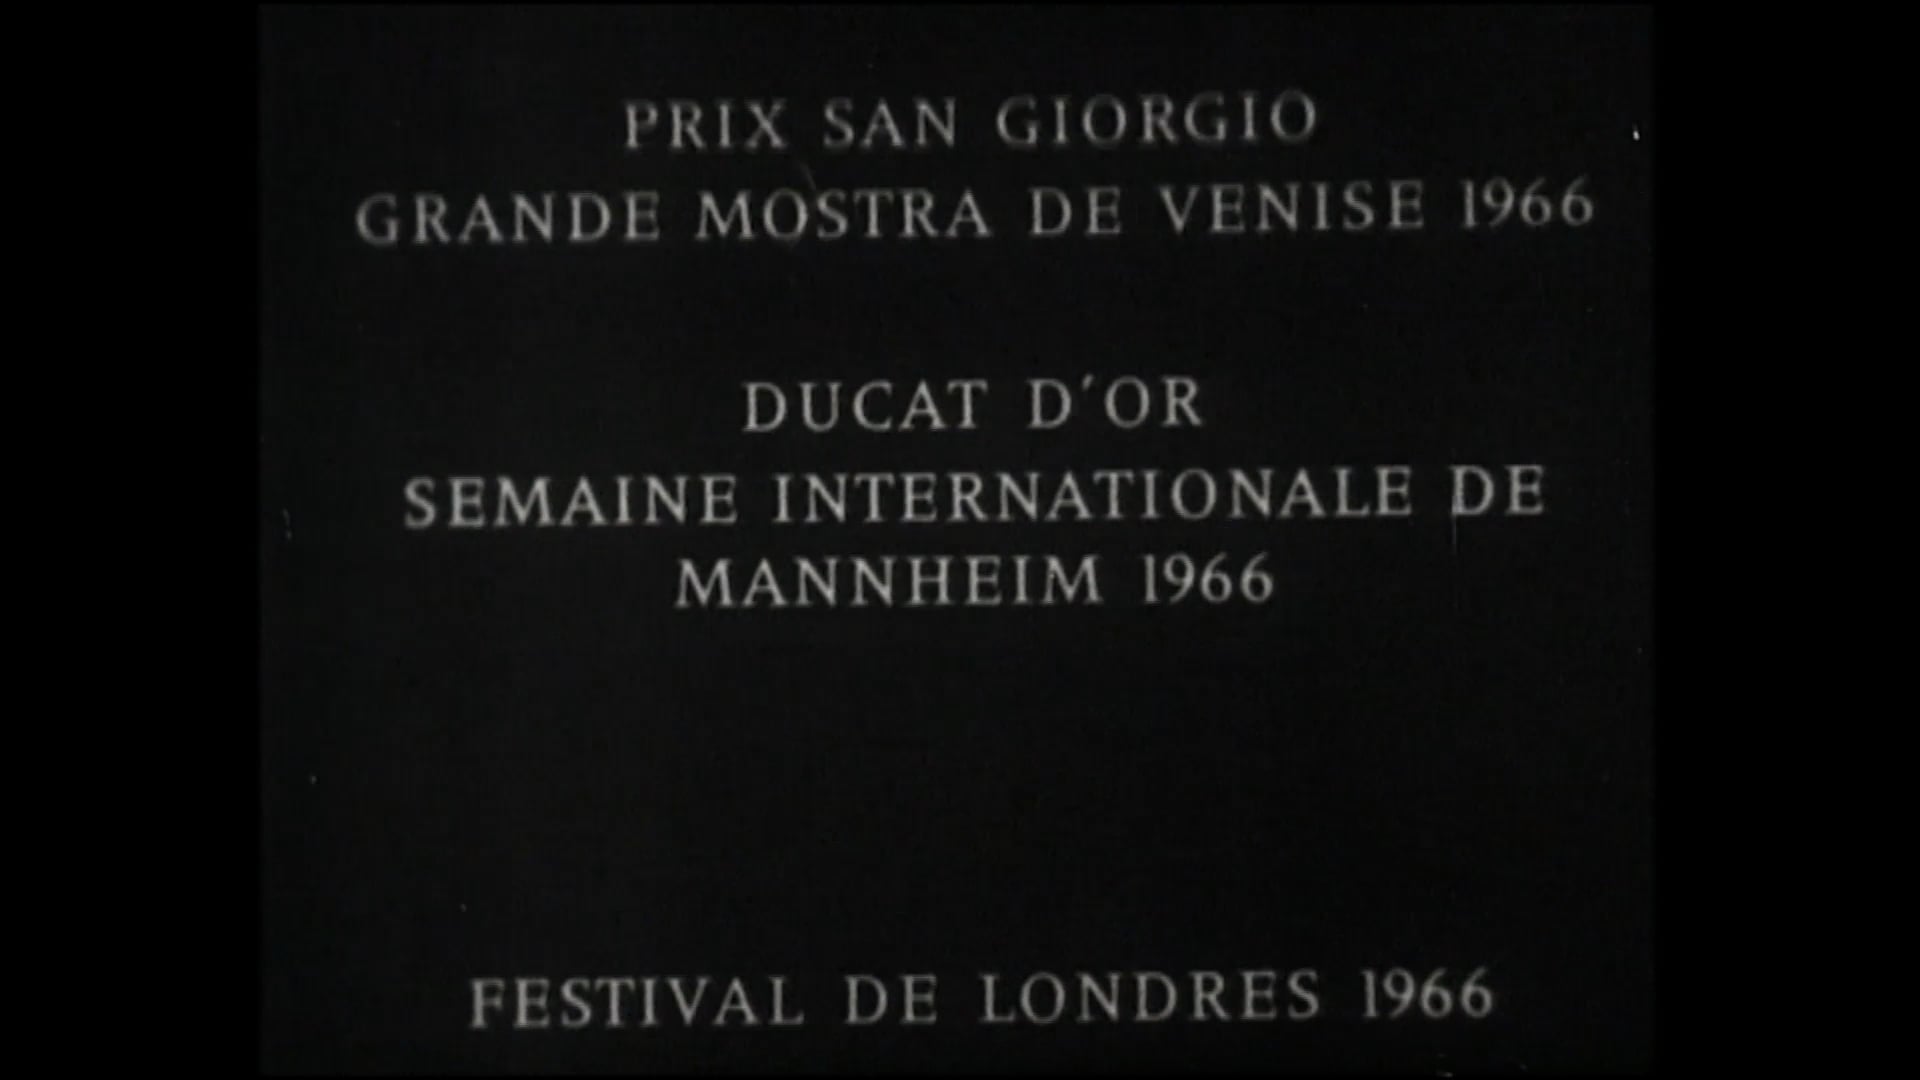 PRIX SAN GIORGIO
GRANDE MOSTRA DE VENISE 1966
DUCAT D'OR
SEMAINE INTERNATIONALE DE
MANNHEIM 1966
FESTIVAL DE LONDRES 1966